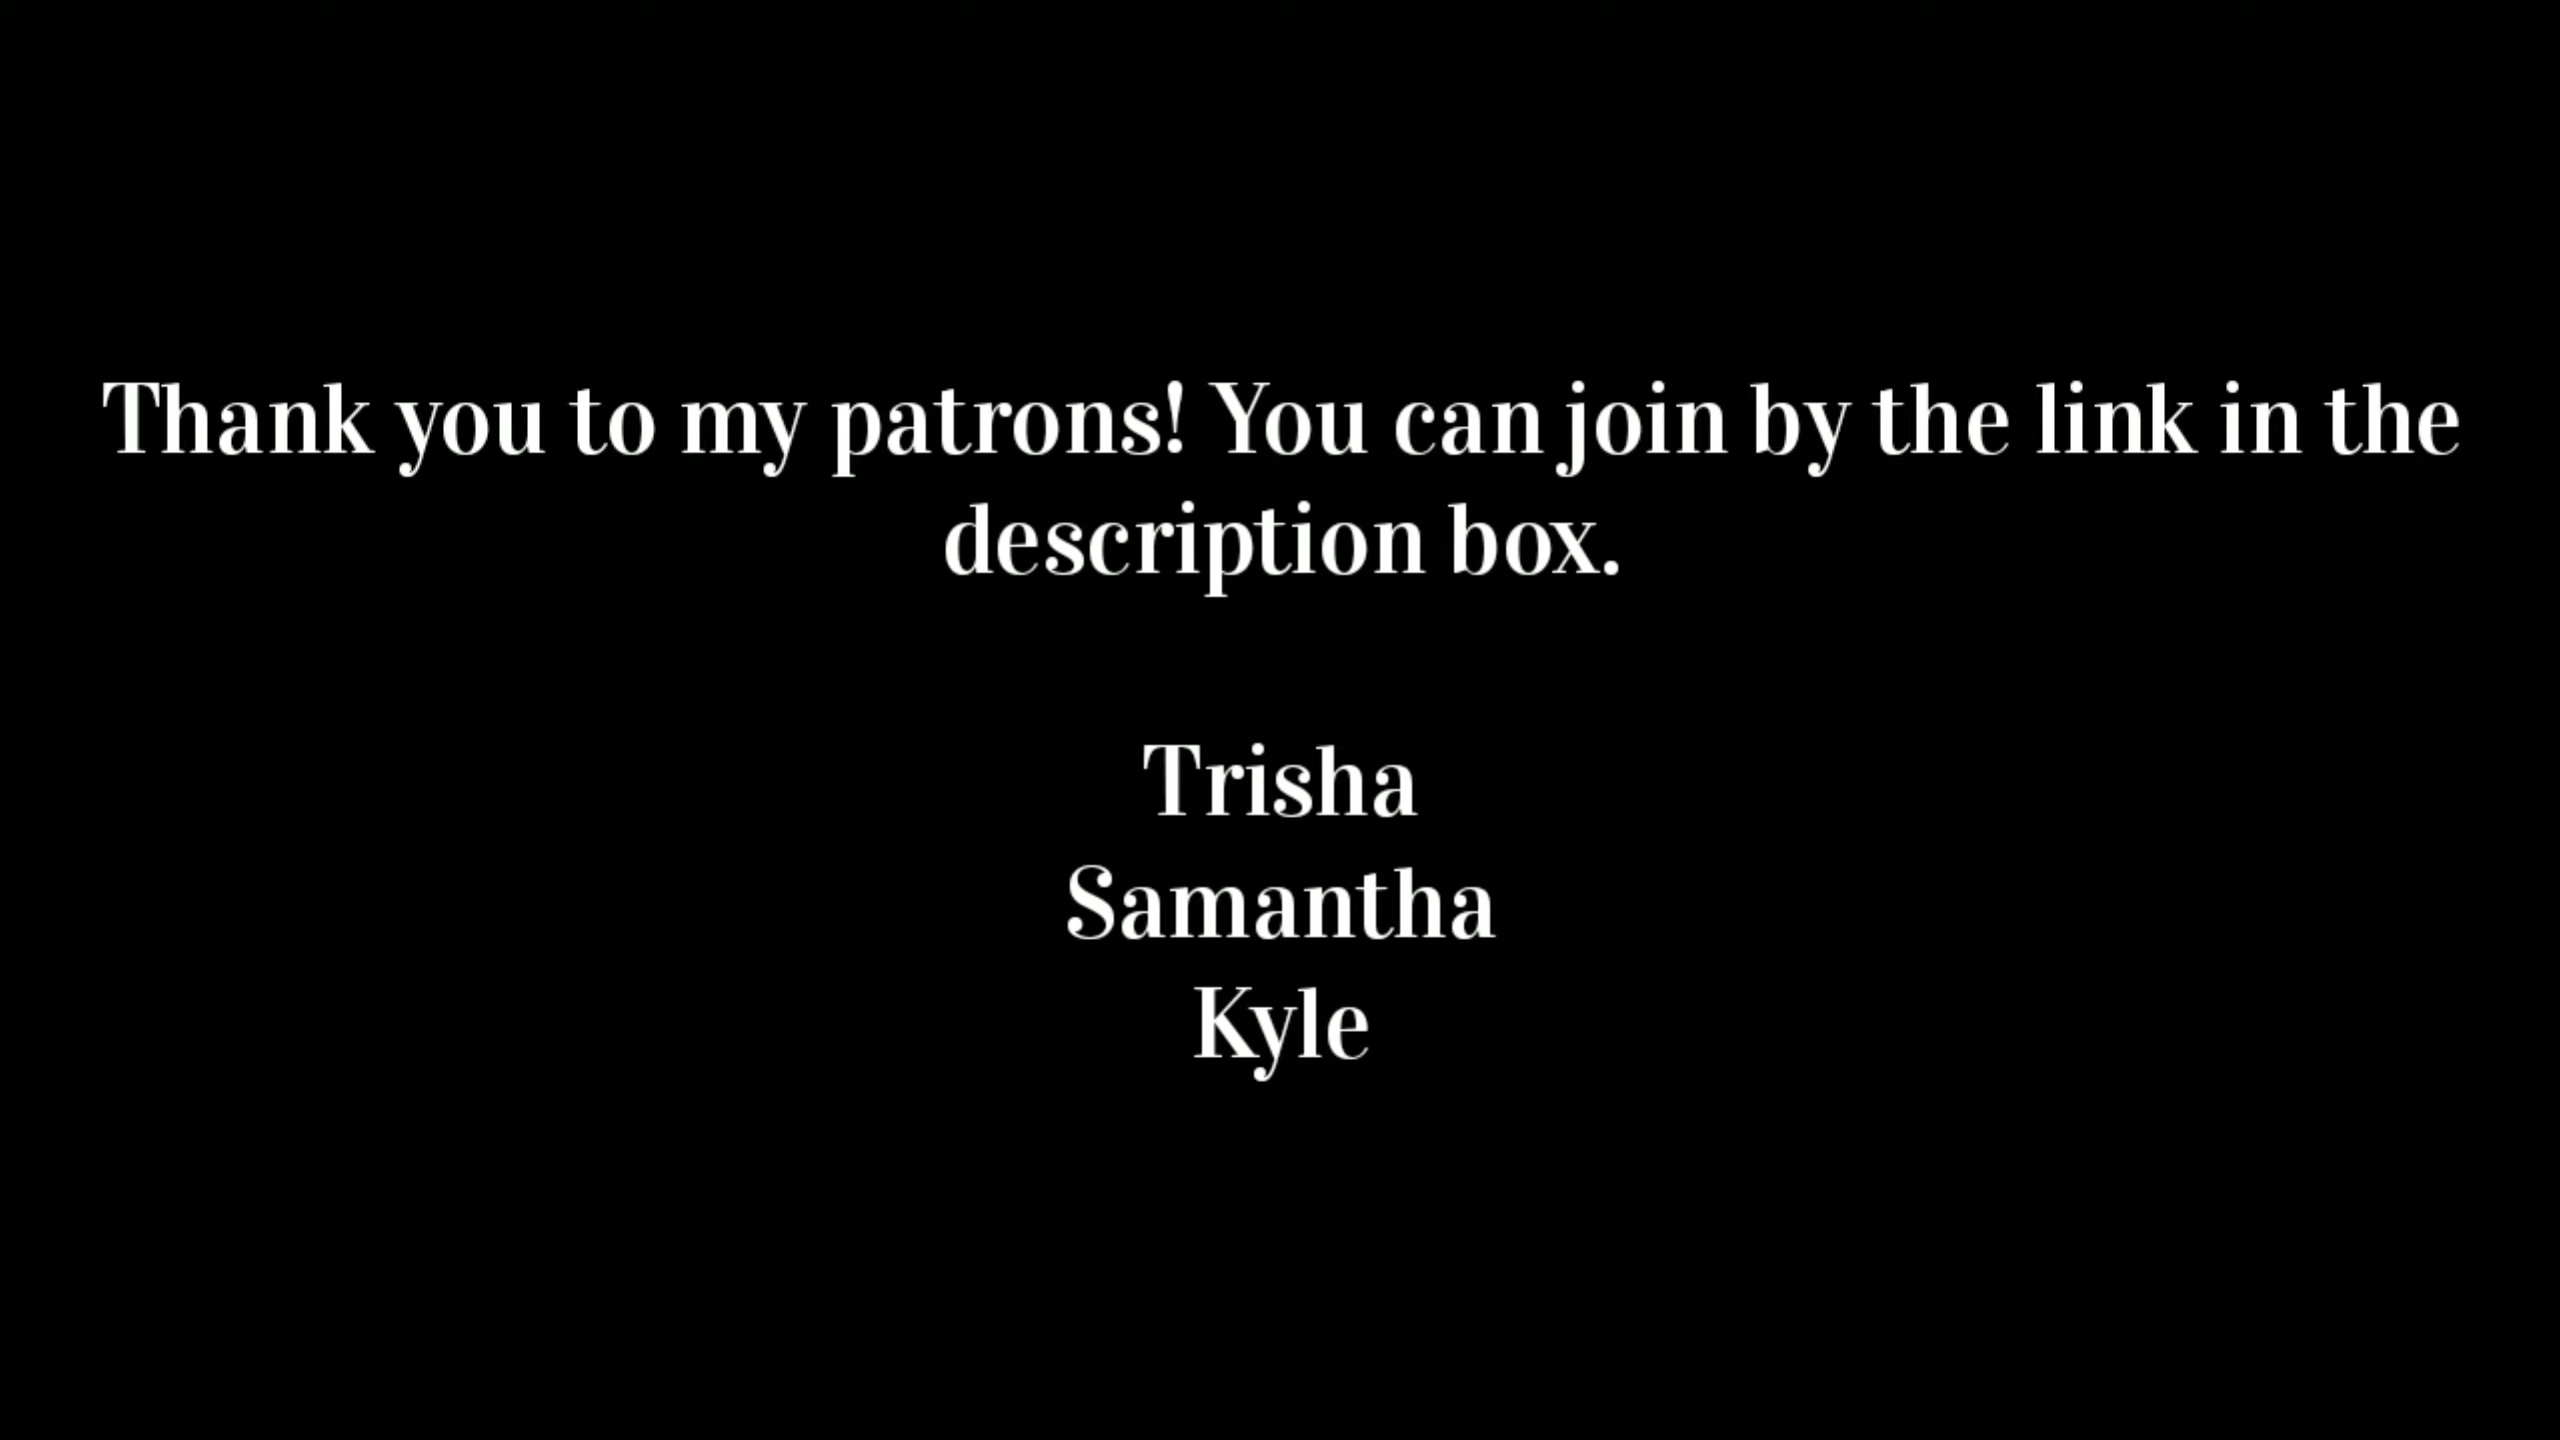 Thank you to my patrons! You can join by the link in the
description box.
Trisha
Samantha
Kyle